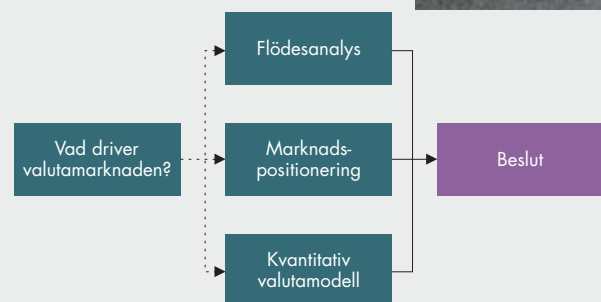 Flödesanalys
Vad driver
valutamarknaden?
Marknads-
positionering
Beslut
Kvantitativ
valutamodell